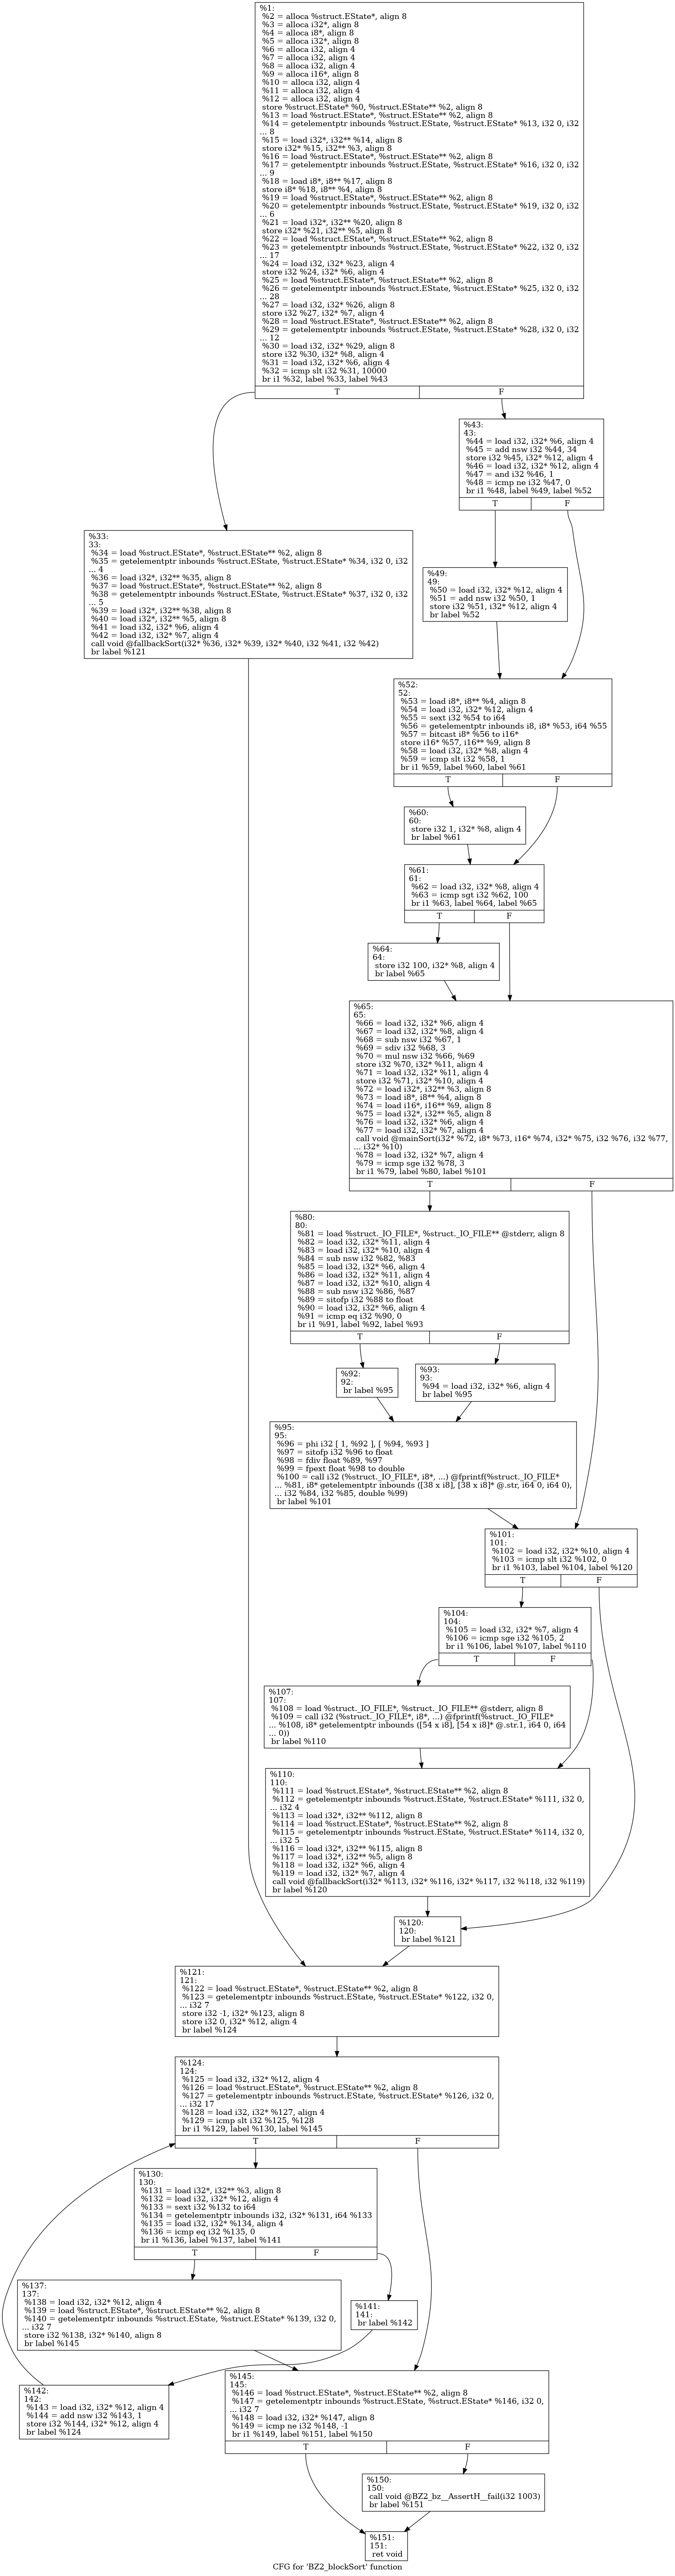 %1:
%2 = alloca %struct.EState*, align 8
%3 = alloca i32*, align 8
%4 = alloca i8*, align 8
%5 = alloca i32*, align 8
%6 = alloca i32, align 4
%7 = alloca i32, align 4
%8 = alloca i32, align 4
%9 = alloca i16*, align 8
%10 = alloca i32, align 4
%11 = alloca i32, align 4
%12 = alloca i32, align 4
store %struct.EState* %0, %struct.EState** %2, align 8
%13 = load %struct.EState*, %struct.EState** %2, align 8
%14 = getelementptr inbounds %struct.EState, %struct.EState* %13, i32 0, i32
... 8
%15 = load i32*, i32** %14, align 8
store i32* %15, i32** %3, align 8
%16 = load %struct.EState*, %struct.EState** %2, align 8
%17 = getelementptr inbounds %struct.EState, %struct.EState* %16, i32 0, i32
... 9
%18 = load i8*, i8** %17, align 8
store i8* %18, i8** %4, align 8
%19 = load %struct.EState*, %struct.EState** %2, align 8
%20 = getelementptr inbounds %struct.EState, %struct.EState* %19, i32 0, i32
... 6
%21 = load i32*, i32** %20, align 8
store i32* %21, i32** %5, align 8
%22 = load %struct.EState*, %struct.EState** %2, align 8
%23 = getelementptr inbounds %struct.EState, %struct.EState* %22, i32 0, i32
... 17
%24 = load i32, i32* %23, align 4
store i32 %24, i32* %6, align 4
%25 = load %struct.EState*, %struct.EState** %2, align 8
%26 = getelementptr inbounds %struct.EState, %struct.EState* %25, i32 0, i32
... 28
%27 = load i32, i32* %26, align 8
store i32 %27, i32* %7, align 4
%28 = load %struct.EState*, %struct.EState** %2, align 8
%29 = getelementptr inbounds %struct.EState, %struct.EState* %28, i32 0, i32
... 12
%30 = load i32, i32* %29, align 8
store i32 %30, i32* %8, align 4
%31 = load i32, i32* %6, align 4
%32 = icmp slt i32 %31, 10000
br i1 %32, label %33, label %43
T F
%43:
43:
%44 = load i32, i32* %6, align 4
%45 = add nsw i32 %44, 34
store i32 %45, i32* %12, align 4
%46 = load i32, i32* %12, align 4
%47 = and i32 %46, 1
%48 = icmp ne i32 %47, 0
br i1 %48, label %49, label %52
T F
%33:
33:
%34 = load %struct.EState*, %struct.EState** %2, align 8
%35 = getelementptr inbounds %struct.EState, %struct.EState* %34, i32 0, i32
... 4
%36 = load i32*, i32** %35, align 8
%37 = load %struct.EState*, %struct.EState** %2, align 8
%38 = getelementptr inbounds %struct.EState, %struct.EState* %37, i32 0, i32
... 5
%39 = load i32*, i32** %38, align 8
%40 = load i32*, i32** %5, align 8
%41 = load i32, i32* %6, align 4
%42 = load i32, i32* %7, align 4
call void @fallbackSort(i32* %36, i32* %39, i32* %40, i32 %41, i32 %42)
br label %121
%49:
49:
%50 = load i32, i32* %12, align 4
%51 = add nsw i32 %50, 1
store i32 %51, i32* %12, align 4
br label %52
%52:
52:
%53 = load i8*, i8** %4, align 8
%54 = load i32, i32* %12, align 4
%55 = sext i32 %54 to i64
%56 = getelementptr inbounds i8, i8* %53, i64 %55
%57 = bitcast i8* %56 to i16*
store i16* %57, i16** %9, align 8
%58 = load i32, i32* %8, align 4
%59 = icmp slt i32 %58, 1
br i1 %59, label %60, label %61
T F
%60:
60:
store i32 1, i32* %8, align 4
br label %61
%61:
61:
%62 = load i32, i32* %8, align 4
%63 = icmp sgt i32 %62, 100
br i1 %63, label %64, label %65
T F
%64:
64:
store i32 100, i32* %8, align 4
br label %65
%65:
65:
%66 = load i32, i32* %6, align 4
%67 = load i32, i32* %8, align 4
%68 = sub nsw i32 %67, 1
%69 = sdiv i32 %68, 3
%70 = mul nsw i32 %66, %69
store i32 %70, i32* %11, align 4
%71 = load i32, i32* %11, align 4
store i32 %71, i32* %10, align 4
%72 = load i32*, i32** %3, align 8
%73 = load i8*, i8** %4, align 8
%74 = load i16*, i16** %9, align 8
%75 = load i32*, i32** %5, align 8
%76 = load i32, i32* %6, align 4
%77 = load i32, i32* %7, align 4
call void @mainSort(i32* %72, i8* %73, i16* %74, i32* %75, i32 %76, i32 %77,
... i32* %10)
%78 = load i32, i32* %7, align 4
%79 = icmp sge i32 %78, 3
br i1 %79, label %80, label %101
T F
%80:
80:
%81 = load %struct._IO_FILE*, %struct._IO_FILE** @stderr, align 8
%82 = load i32, i32* %11, align 4
%83 = load i32, i32* %10, align 4
%84 = sub nsw i32 %82, %83
%85 = load i32, i32* %6, align 4
%86 = load i32, i32* %11, align 4
%87 = load i32, i32* %10, align 4
%88 = sub nsw i32 %86, %87
%89 = sitofp i32 %88 to float
%90 = load i32, i32* %6, align 4
%91 = icmp eq i32 %90, 0
br i1 %91, label %92, label %93
T F
%92:
92:
br label %95
%93:
93:
%94 = load i32, i32* %6, align 4
br label %95
%95:
95:
%96 = phi i32 [ 1, %92 ], [ %94, %93 ]
%97 = sitofp i32 %96 to float
%98 = fdiv float %89, %97
%99 = fpext float %98 to double
%100 = call i32 (%struct._IO_FILE*, i8*, ...) @fprintf(%struct._IO_FILE*
... %81, i8* getelementptr inbounds ([38 x i8], [38 x i8]* @.str, i64 0, i64 0),
... i32 %84, i32 %85, double %99)
br label %101
%101:
101:
%102 = load i32, i32* %10, align 4
%103 = icmp slt i32 %102, 0
br i1 %103, label %104, label %120
T F
%104:
104:
%105 = load i32, i32* %7, align 4
%106 = icmp sge i32 %105, 2
br i1 %106, label %107, label %110
T F
%107:
107:
%108 = load %struct._IO_FILE*, %struct._IO_FILE** @stderr, align 8
%109 = call i32 (%struct._IO_FILE*, i8*, ...) @fprintf(%struct._IO_FILE*
... %108, i8* getelementptr inbounds ([54 x i8], [54 x i8]* @.str.1, i64 0, i64
... 0))
br label %110
%110:
110:
%111 = load %struct.EState*, %struct.EState** %2, align 8
%112 = getelementptr inbounds %struct.EState, %struct.EState* %111, i32 0,
... i32 4
%113 = load i32*, i32** %112, align 8
%114 = load %struct.EState*, %struct.EState** %2, align 8
%115 = getelementptr inbounds %struct.EState, %struct.EState* %114, i32 0,
... i32 5
%116 = load i32*, i32** %115, align 8
%117 = load i32*, i32** %5, align 8
%118 = load i32, i32* %6, align 4
%119 = load i32, i32* %7, align 4
call void @fallbackSort(i32* %113, i32* %116, i32* %117, i32 %118, i32 %119)
br label %120
%120:
120:
br label %121
%121:
121:
%122 = load %struct.EState*, %struct.EState** %2, align 8
%123 = getelementptr inbounds %struct.EState, %struct.EState* %122, i32 0,
... i32 7
store i32 -1, i32* %123, align 8
store i32 0, i32* %12, align 4
br label %124
%124:
124:
%125 = load i32, i32* %12, align 4
%126 = load %struct.EState*, %struct.EState** %2, align 8
%127 = getelementptr inbounds %struct.EState, %struct.EState* %126, i32 0,
... i32 17
%128 = load i32, i32* %127, align 4
%129 = icmp slt i32 %125, %128
br i1 %129, label %130, label %145
T F
%130:
130:
%131 = load i32*, i32** %3, align 8
%132 = load i32, i32* %12, align 4
%133 = sext i32 %132 to i64
%134 = getelementptr inbounds i32, i32* %131, i64 %133
%135 = load i32, i32* %134, align 4
%136 = icmp eq i32 %135, 0
br i1 %136, label %137, label %141
T F
%137:
137:
%138 = load i32, i32* %12, align 4
%139 = load %struct.EState*, %struct.EState** %2, align 8
%140 = getelementptr inbounds %struct.EState, %struct.EState* %139, i32 0,
... i32 7
store i32 %138, i32* %140, align 8
br label %145
%141:
141:
br label %142
%142:
142:
%143 = load i32, i32* %12, align 4
%144 = add nsw i32 %143, 1
store i32 %144, i32* %12, align 4
br label %124
%145:
145:
%146 = load %struct.EState*, %struct.EState** %2, align 8
%147 = getelementptr inbounds %struct.EState, %struct.EState* %146, i32 0,
... i32 7
%148 = load i32, i32* %147, align 8
%149 = icmp ne i32 %148, -1
br i1 %149, label %151, label %150
T F
%150:
150:
call void @BZ2_bz__AssertH__fail(i32 1003)
br label %151
%151:
151:
ret void
CFG for 'BZ2_blockSort' function